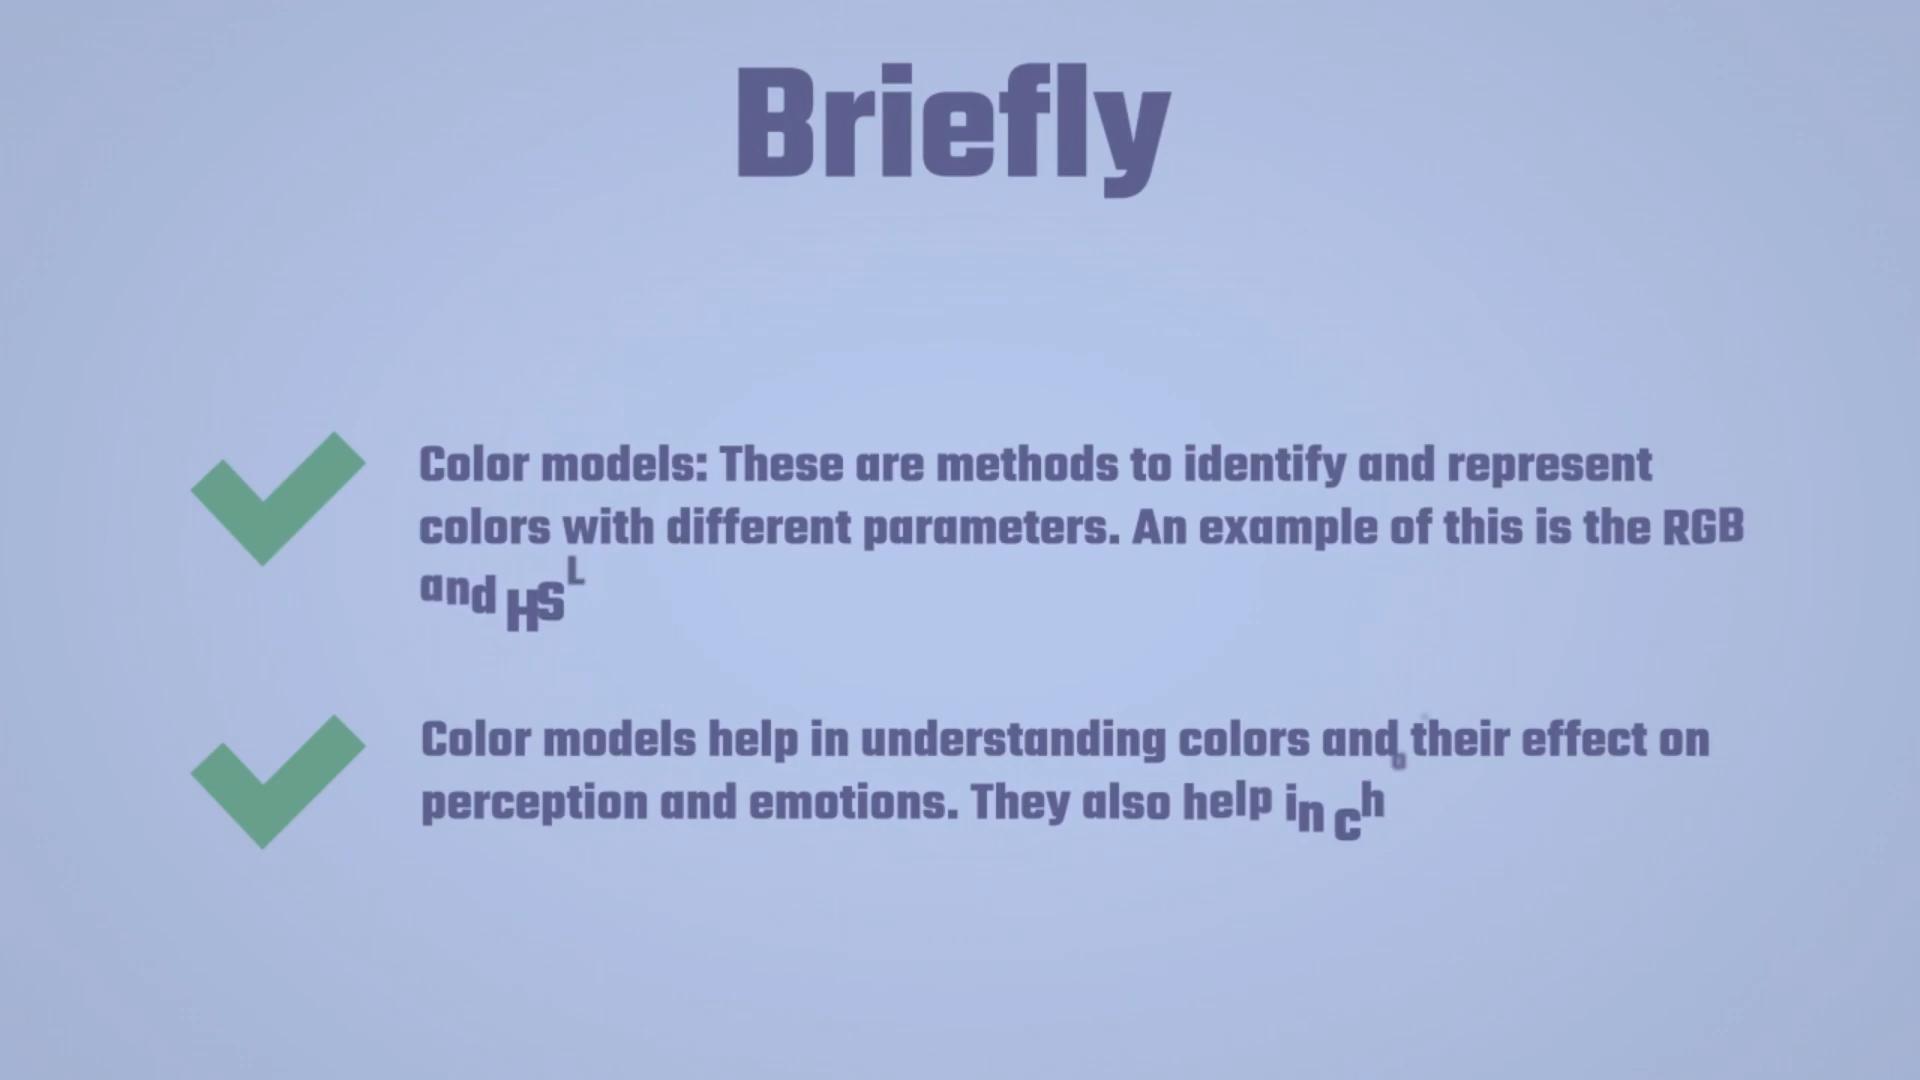 Briefly
Color models: These are methods to identify and represent
colors with different parameters. An example of this is the RGB
and HSL
Color models help in understanding colors and their effect on
perception and emotions. They also help in ch